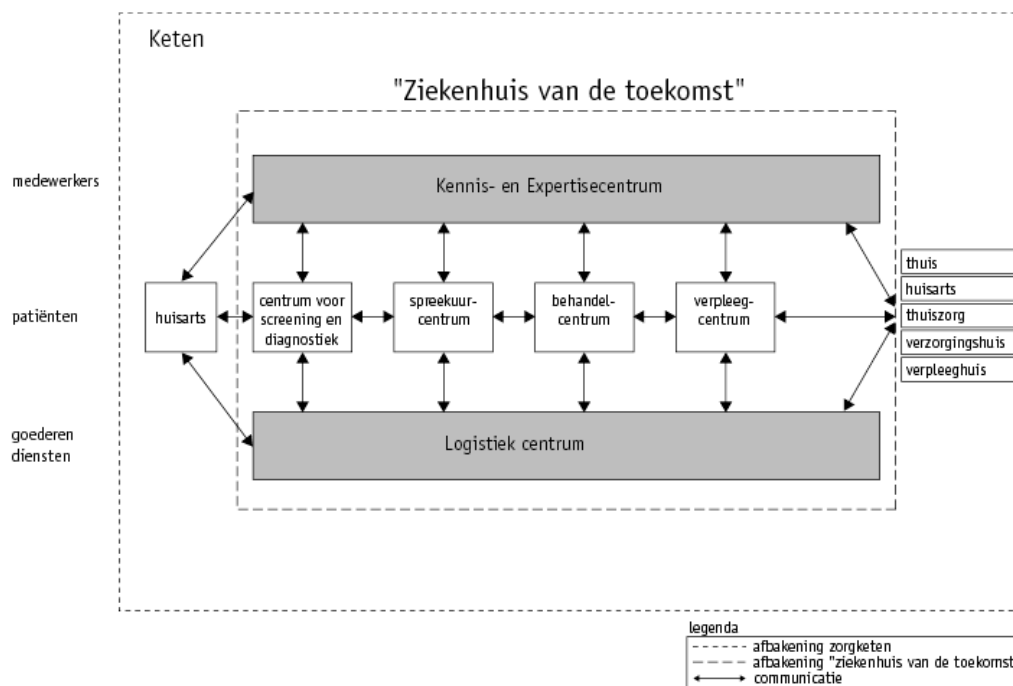 Keten
"Ziekenhuis van de toekomst"
medewerkers
Kennis- en Expertisecentrum
patiënten
huisarts
centrum voor
screening en
diagnostiek
spreekuur-
centrum
behandel-
centrum
verpleeg-
centrum
thuis
huisarts
thuiszorg
verzorgingshuis
verpleeghuis
goederen
diensten
Logistiek centrum
legenda
afbakening zorgketen
afbakening "ziekenhuis van de toekomst
communicatie